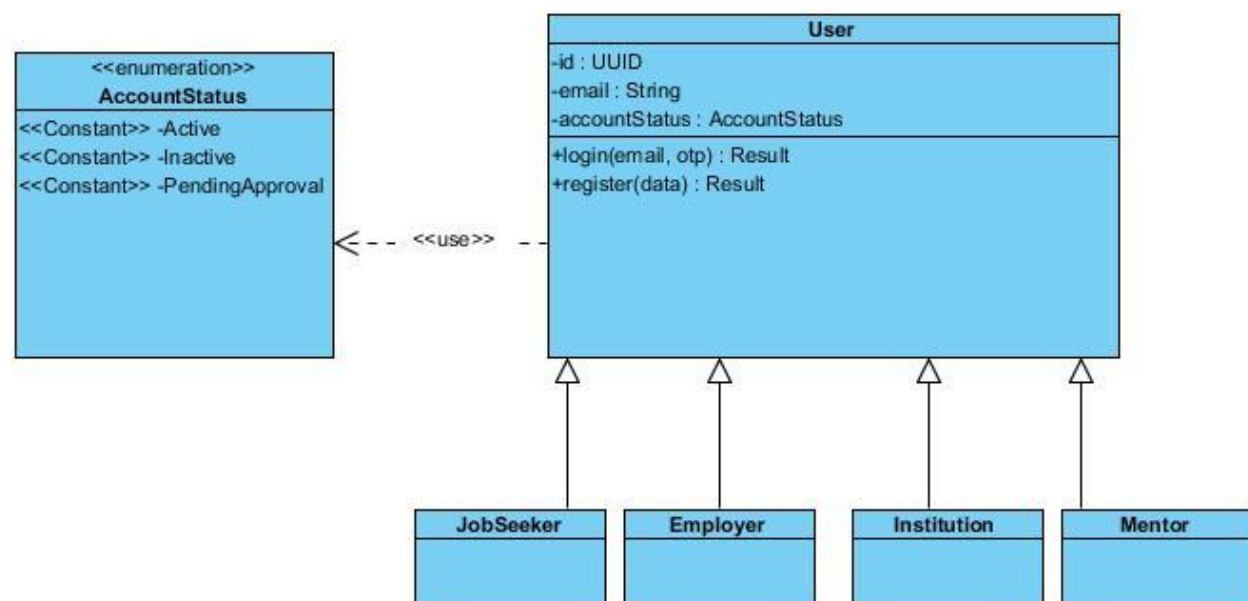 <<enumeration>>
AccountStatus
<<Constant>> -Active
<<Constant>> -Inactive
<<Constant>> -PendingApproval
<<use>>
User
-id : UUID
-email : String
-accountStatus : AccountStatus
+login(email, otp) : Result
+register(data) : Result
JobSeeker
Employer
Institution
Mentor